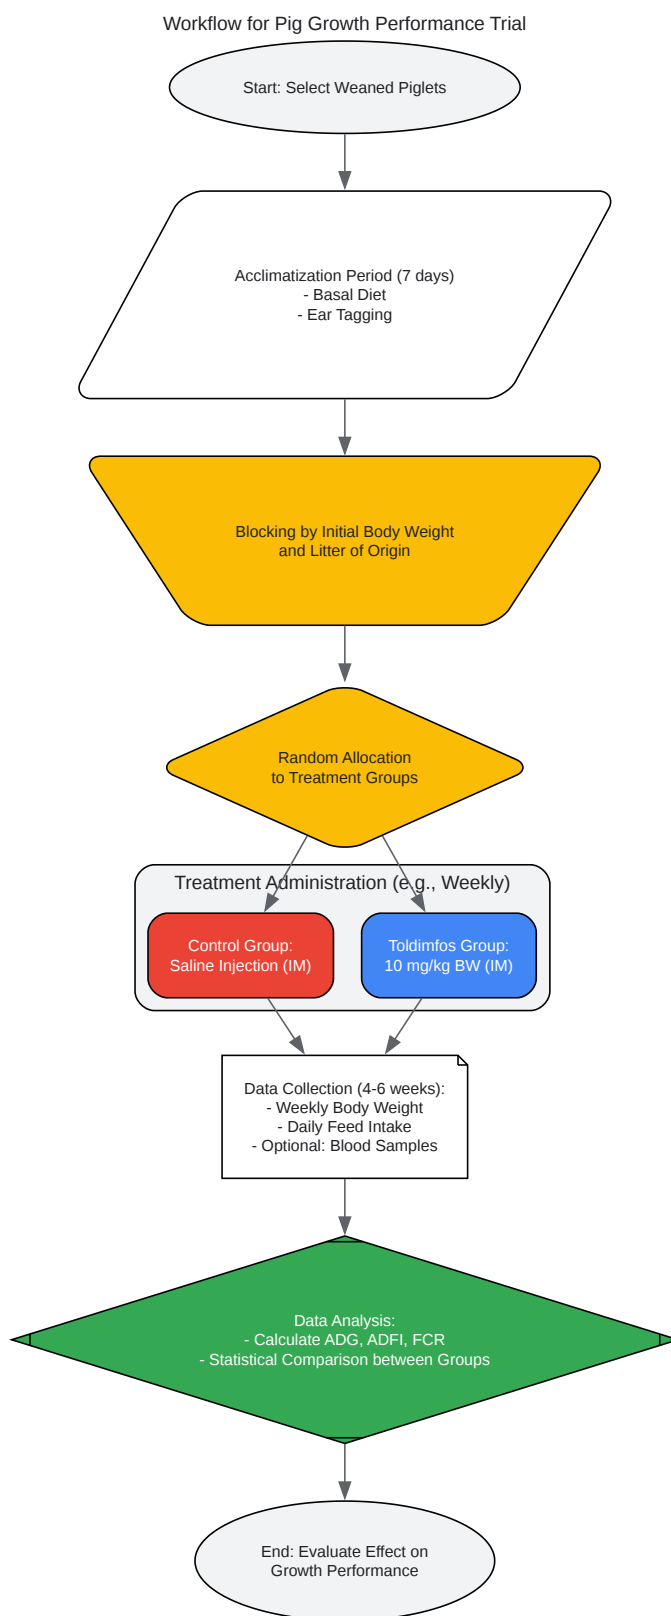 Workflow for Pig Growth Performance Trial
Start: Select Weaned Piglets
Acclimatization Period (7 days)
- Basal Diet
- Ear Tagging
Blocking by Initial Body Weight
and Litter of Origin
Random Allocation
to Treatment Groups
Treatment Administration (e.g., Weekly)
Control Group:
Saline Injection (IM)
Toldimfos Group:
10 mg/kg BW (IM)
Data Collection (4-6 weeks):
- Weekly Body Weight
- Daily Feed Intake
- Optional: Blood Samples
Data Analysis:
- Calculate ADG, ADFI, FCR
- Statistical Comparison between Groups
End: Evaluate Effect on
Growth Performance